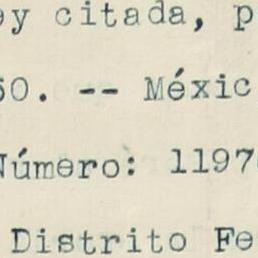 ey citada, p
60. -- Méxic
Número: 1197
Distrito Fe